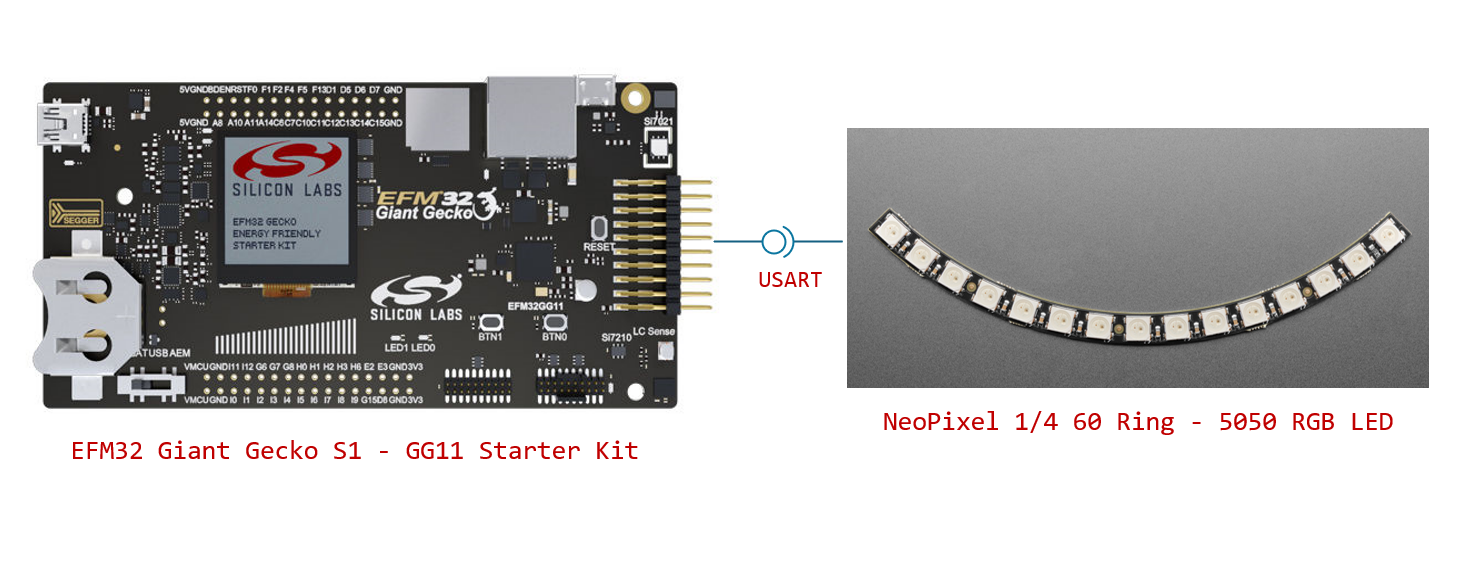 5VGNDBDENRSTF0 F1 F2 F4 F5 F13D1 D5 D6 D7 GND
5VGND A8 A10 A11A14C6C7C10C11C12C13C14C15GND
Si7021
SILICON LABS
EFM32 GECKO
ENERGY FRIENDLY
STARTER KIT
EFM32
Giant Gecko
SEGGER
RESET
SILICON LABS
EFM32GG11
BTN1
BTN0
LED1 LED0
Si7210
LC Sense
ATUSB AEM
VMCUGNDI11 I12 G6 G7 G8 H0 H1 H2 H3 H6 E2 E3 GND3V3
VMCUGND I0 I1 I2 I3 I4 I5 I6 I7 I8 I9 G15D8 GND3V3
USART
NeoPixel 1/4 60 Ring - 5050 RGB LED
EFM32 Giant Gecko S1 - GG11 Starter Kit